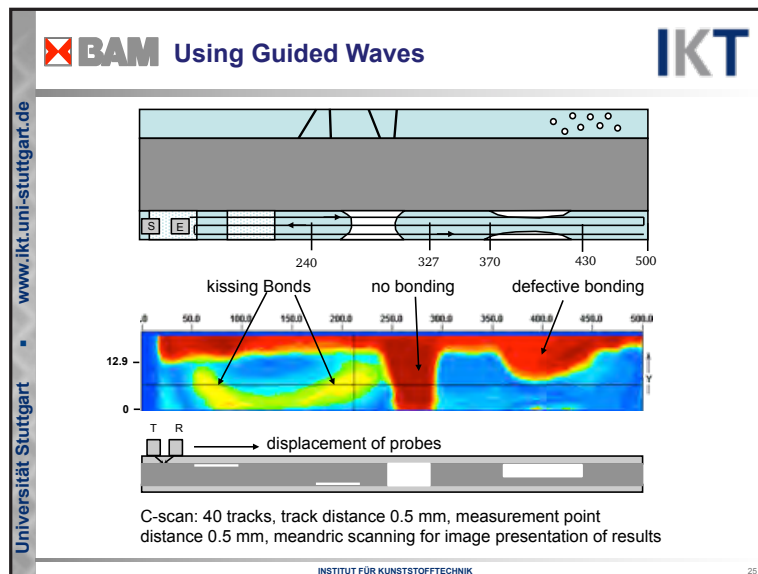 BAM Using Guided Waves
IKT
Universität Stuttgart ▪ www.ikt.uni-stuttgart.de
S E
240 327 370 430 500
kissing Bonds no bonding defective bonding
.0 50.0 100.0 150.0 200.0 250.0 300.0 350.0 400.0 450.0 500.0
12.9
Y
0
T R
displacement of probes
C-scan: 40 tracks, track distance 0.5 mm, measurement point
distance 0.5 mm, meandric scanning for image presentation of results
INSTITUT FÜR KUNSTSTOFFTECHNIK 25